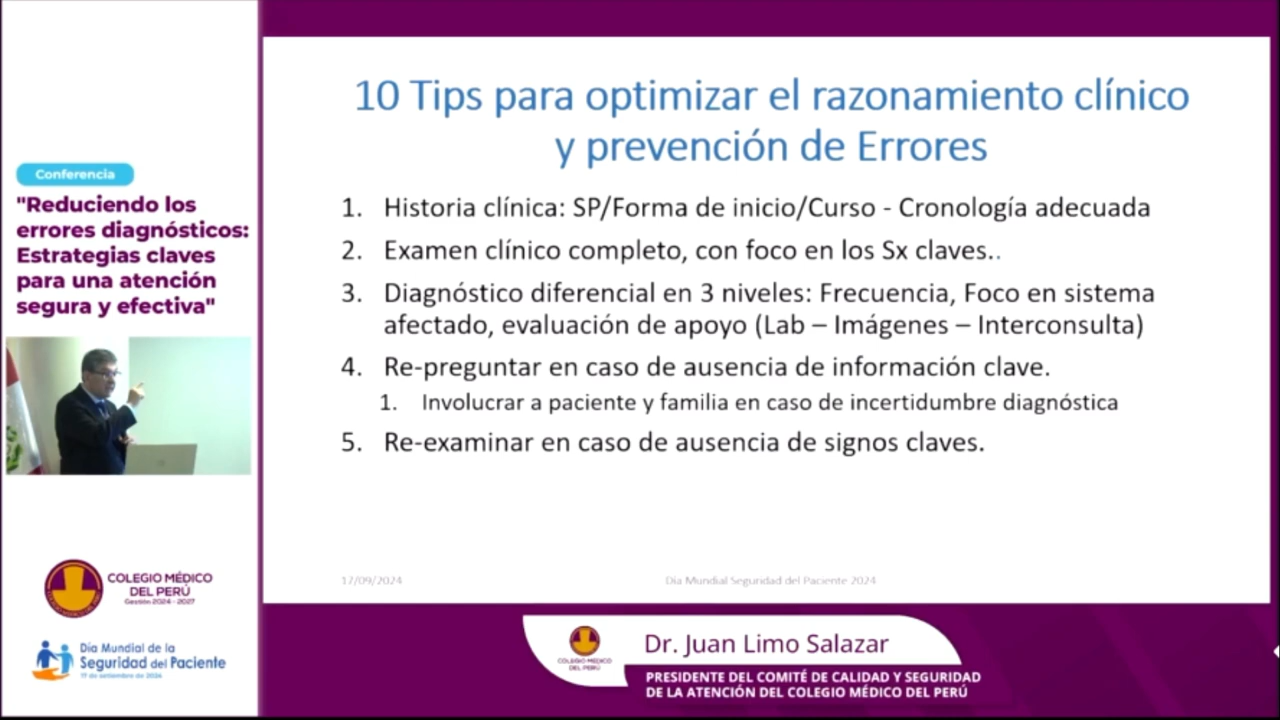 Conferencia
"Reduciendo los
errores diagnósticos:
Estrategias claves
para una atención
segura y efectiva"
COLEGIO MÉDICO
DEL PERÚ
Gestión 2024 - 2027
Día Mundial de la
Seguridad del Paciente
17 de setiembre de 2024
10 Tips para optimizar el razonamiento clínico
y prevención de Errores
1. Historia clínica: SP/Forma de inicio/Curso - Cronología adecuada
2. Examen clínico completo, con foco en los Sx claves..
3. Diagnóstico diferencial en 3 niveles: Frecuencia, Foco en sistema
afectado, evaluación de apoyo (Lab – Imágenes – Interconsulta)
4. Re-preguntar en caso de ausencia de información clave.
1. Involucrar a paciente y familia en caso de incertidumbre diagnóstica
5. Re-examinar en caso de ausencia de signos claves.
17/09/2024
Día Mundial Seguridad del Paciente 2024
COLEGIO MÉDICO
DEL PERÚ
Dr. Juan Limo Salazar
PRESIDENTE DEL COMITÉ DE CALIDAD Y SEGURIDAD
DE LA ATENCIÓN DEL COLEGIO MÉDICO DEL PERÚ